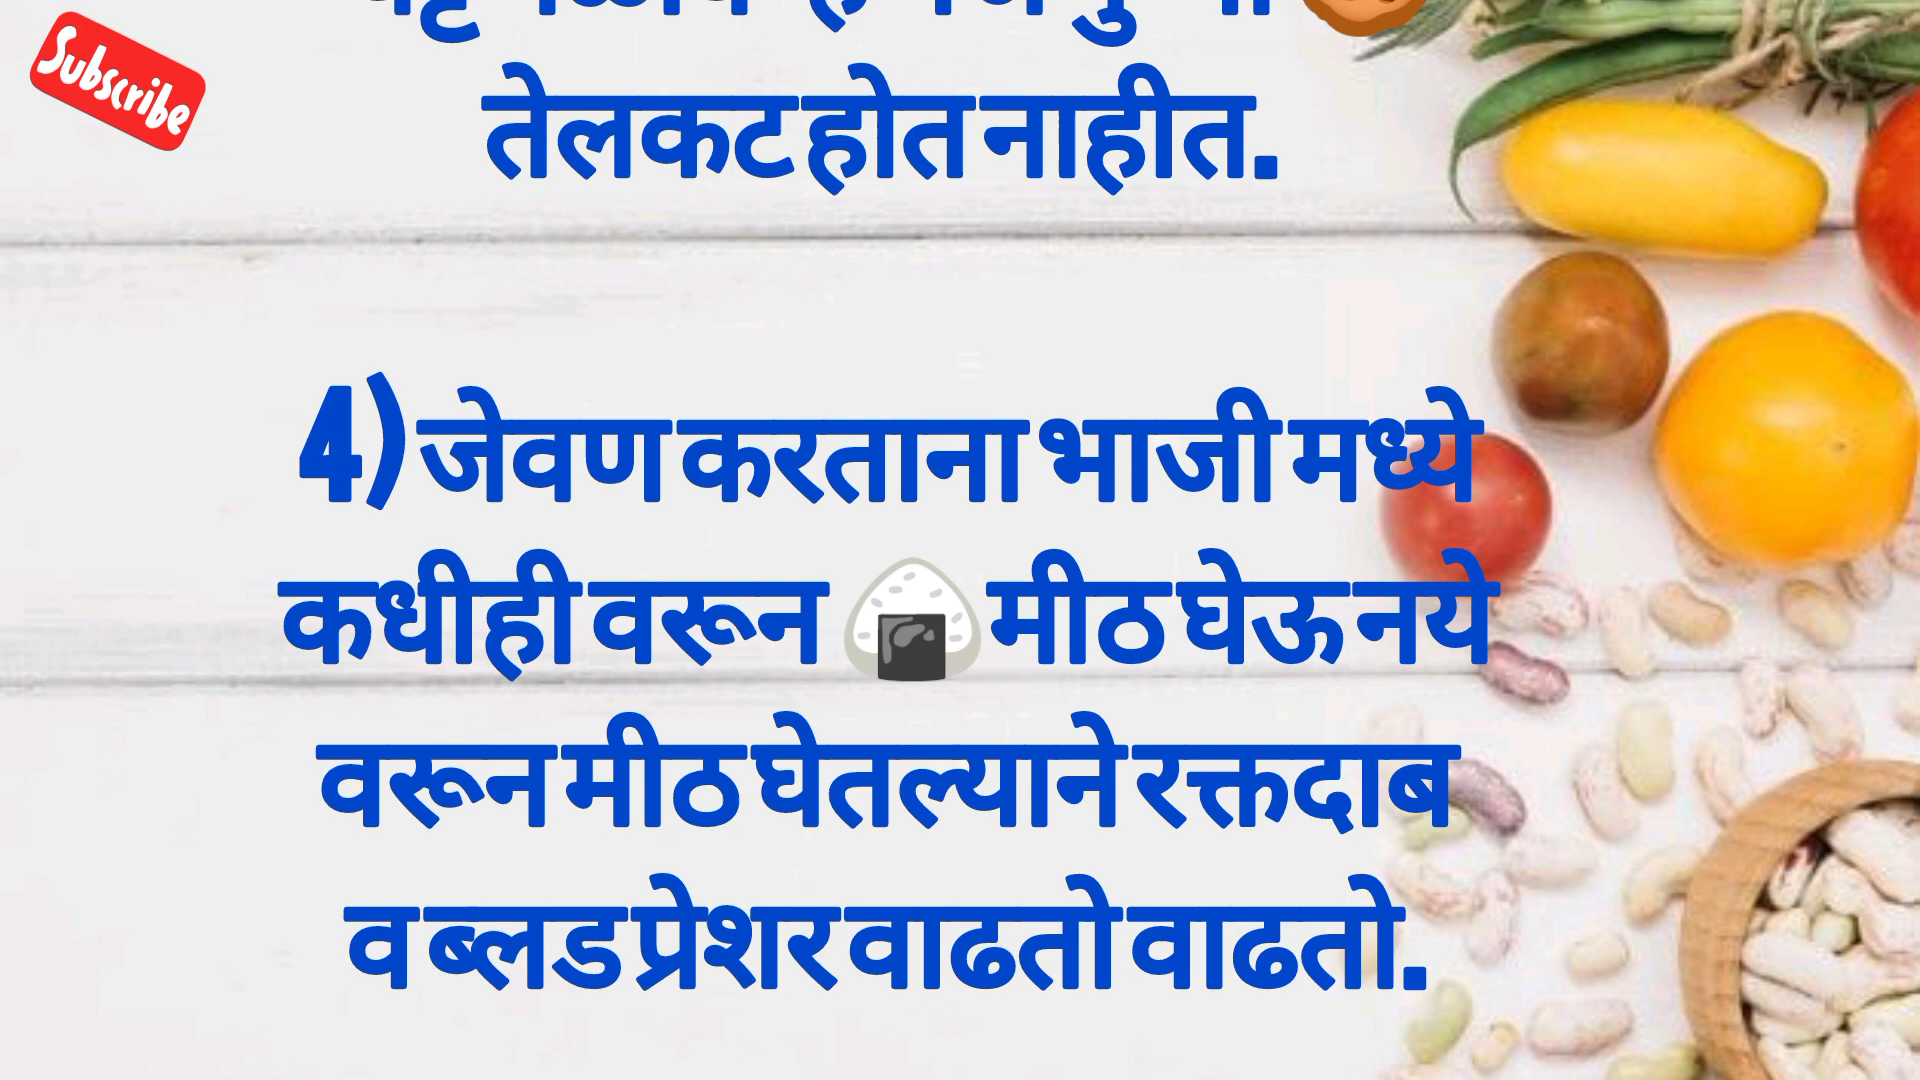 Subscribe
तेलकट होत नाहीत.
4) जेवण करताना भाजी मध्ये
कधीही वरून 🍙 मीठ घेऊ नये
वरून मीठ घेतल्याने रक्तदाब
व ब्लड प्रेशर वाढतो वाढतो.